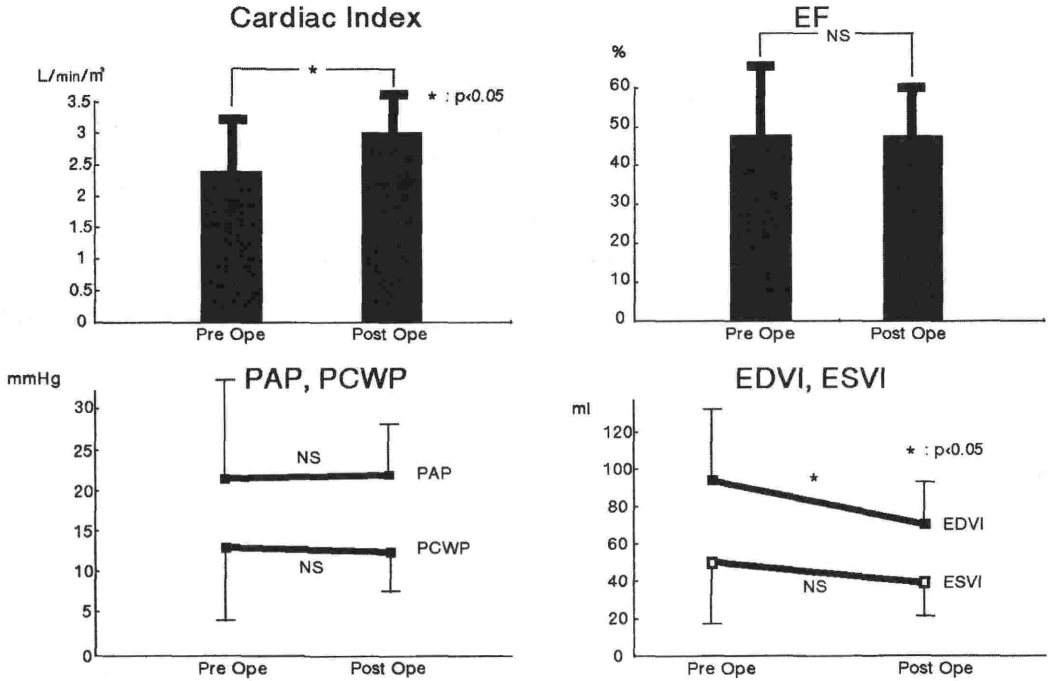 Cardiac Index
L/min/㎡
*
* : p<0.05
3.5
3
2.5
2
1.5
1
0.5
0
Pre Ope
Post Ope
EF
%
NS
60
50
40
30
20
10
0
Pre Ope
Post Ope
PAP, PCWP
mmHg
30
25
20
15
10
5
0
NS
PAP
PCWP
NS
Pre Ope
Post Ope
EDVI, ESVI
ml
120
100
80
60
40
20
0
* : p<0.05
*
EDVI
NS
ESVI
Pre Ope
Post Ope